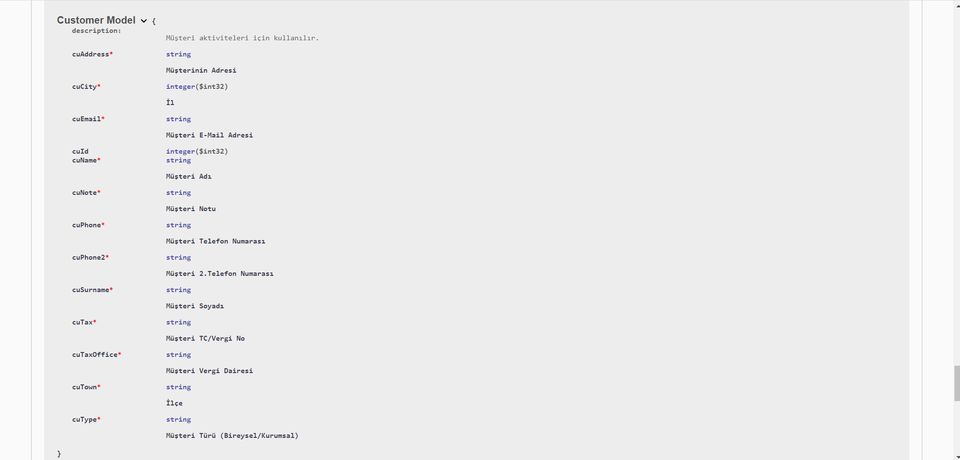 Customer Model {
description:
Müşteri aktiviteleri için kullanılır.
cuAddress* string
Müşterinin Adresi
cuCity* integer($int32)
İl
cuEmail* string
Müşteri E-Mail Adresi
cuId integer($int32)
cuName* string
Müşteri Adı
cuNote* string
Müşteri Notu
cuPhone* string
Müşteri Telefon Numarası
cuPhone2* string
Müşteri 2.Telefon Numarası
cuSurname* string
Müşteri Soyadı
cuTax* string
Müşteri TC/Vergi No
cuTaxOffice* string
Müşteri Vergi Dairesi
cuTown* string
İlçe
cuType* string
Müşteri Türü (Bireysel/Kurumsal)
}